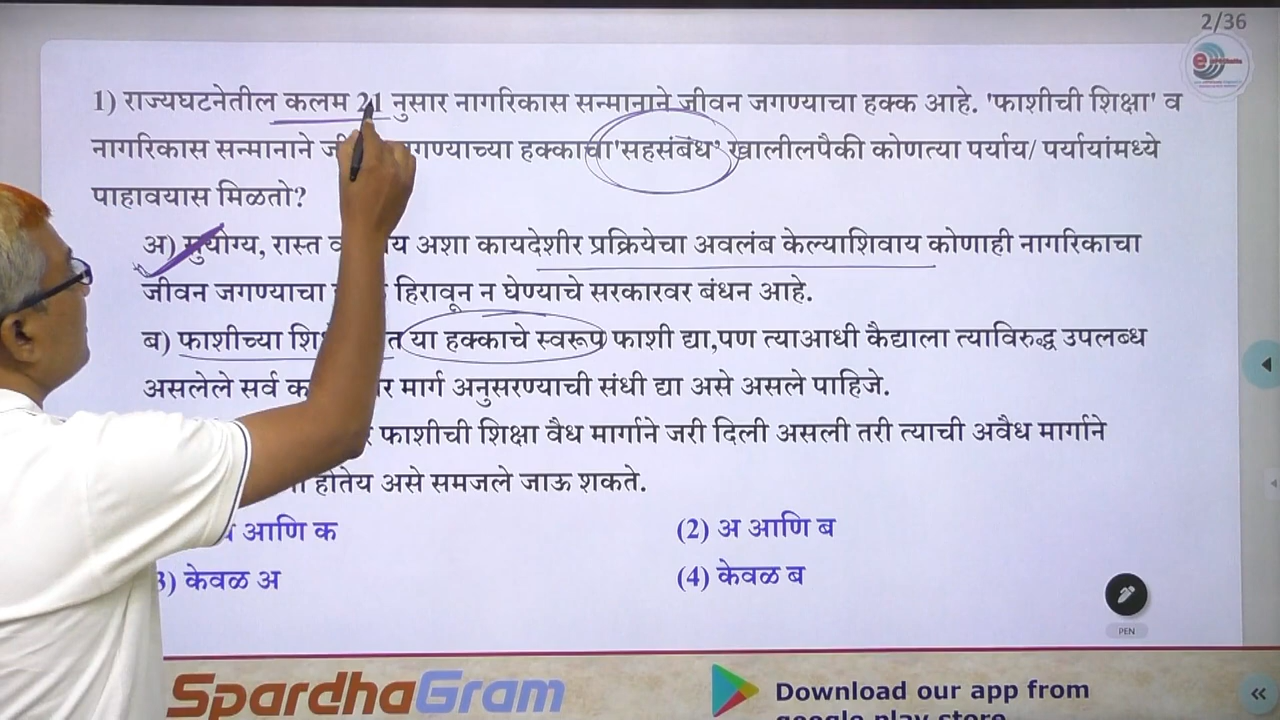 2/36
1) राज्यघटनेतील कलम 21 नुसार नागरिकास सन्मानाने जीवन जगण्याचा हक्क आहे. 'फाशीची शिक्षा' व
नागरिकास सन्मानाने हक्काचा 'सहसंबंध' खालीलपैकी कोणत्या पर्याय/ पर्यायांमध्ये
पाहावयास मिळतो?
अ) सुयोग्य, रास्त अशा कायदेशीर प्रक्रियेचा अवलंब केल्याशिवाय कोणाही नागरिकाचा
जीवन जगण्याचा हिरावून न घेण्याचे सरकारवर बंधन आहे.
ब) फाशीच्या या हक्काचे स्वरूप फाशी द्या,पण त्याआधी कैद्याला त्याविरुद्ध उपलब्ध
असलेले सर्व मार्ग अनुसरण्याची संधी द्या असे असले पाहिजे.
फाशीची शिक्षा वैध मार्गाने जरी दिली असली तरी त्याची अवैध मार्गाने
होतेय असे समजले जाऊ शकते.
आणि क (2) अ आणि ब
3) केवळ अ (4) केवळ ब
PEN
SpardhaGram
Download our app from
google play store